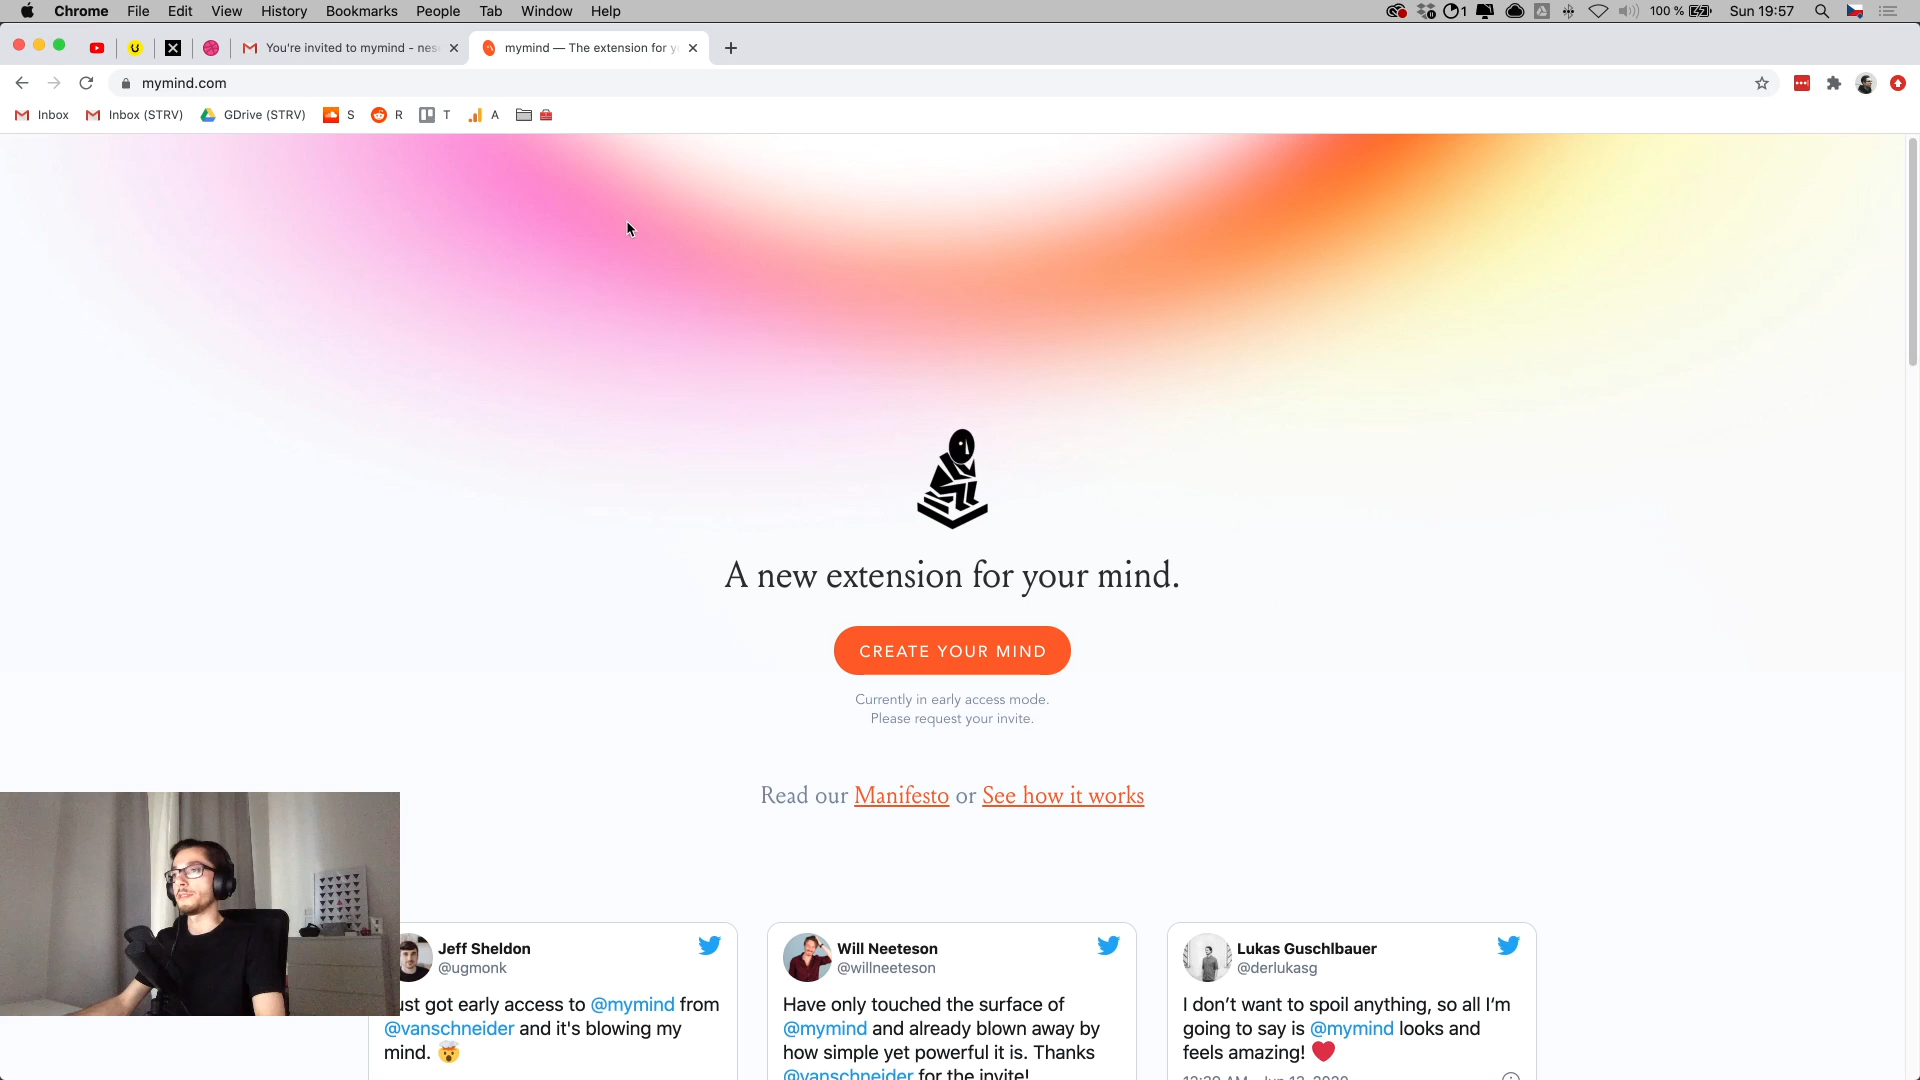 Chrome File Edit View History Bookmarks People Tab Window Help
1 100 % Sun 19:57
You're invited to mymind - nes
mymind — The extension for y
mymind.com
Inbox Inbox (STRV) GDrive (STRV) S R T A
A new extension for your mind.
CREATE YOUR MIND
Currently in early access mode.
Please request your invite.
Read our Manifesto or See how it works
Jeff Sheldon
@ugmonk
ust got early access to @mymind from
@vanschneider and it's blowing my
mind. 🤯
Will Neeteson
@willneeteson
Have only touched the surface of
@mymind and already blown away by
how simple yet powerful it is. Thanks
@vanschneider for the invite!
Lukas Guschlbauer
@derlukasg
I don’t want to spoil anything, so all I’m
going to say is @mymind looks and
feels amazing! ❤️